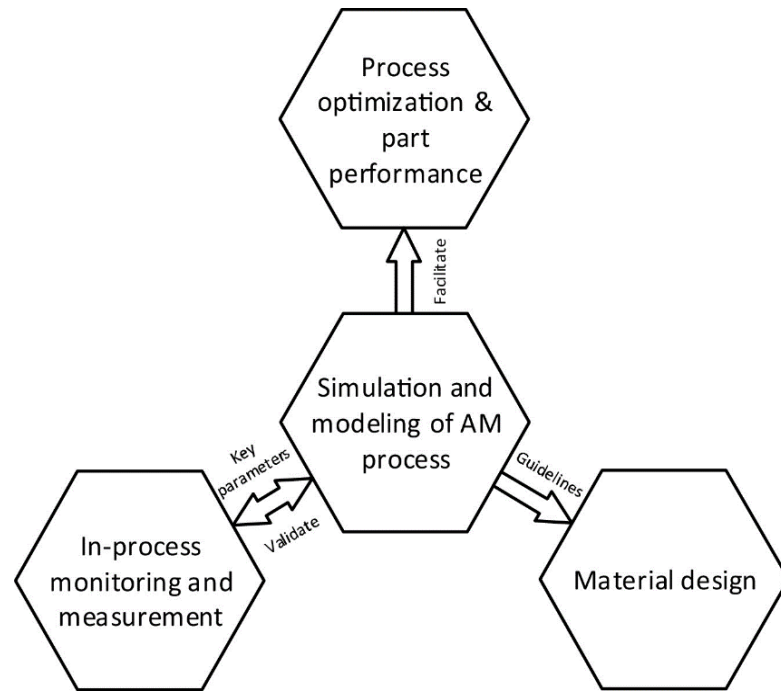 Process
optimization &
part
performance
Facilitate
Simulation and
modeling of AM
process
Key
parameters
Validate
Guidelines
In-process
monitoring and
measurement
Material design